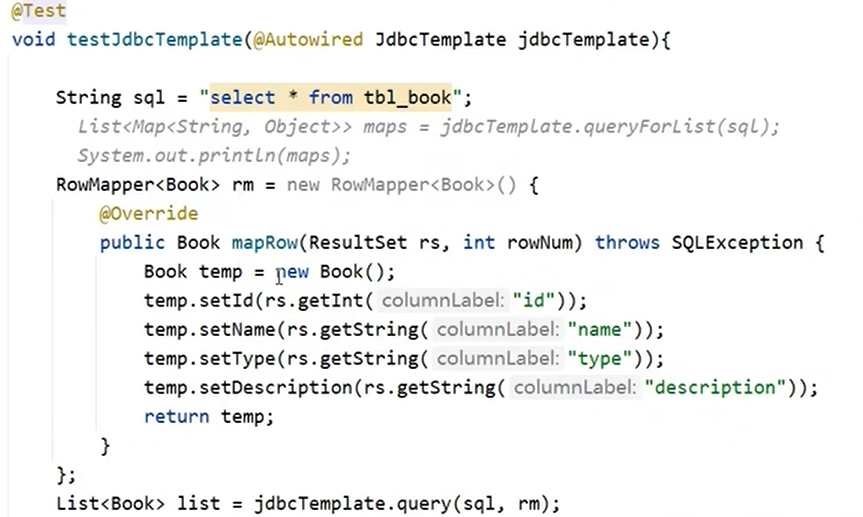 @Test
void testJdbcTemplate(@Autowired JdbcTemplate jdbcTemplate){
String sql = "select * from tbl_book";
List<Map<String, Object>> maps = jdbcTemplate.queryForList(sql);
System.out.println(maps);
RowMapper<Book> rm = new RowMapper<Book>() {
@Override
public Book mapRow(ResultSet rs, int rowNum) throws SQLException {
Book temp = new Book();
temp.setId(rs.getInt( columnLabel: "id"));
temp.setName(rs.getString( columnLabel: "name"));
temp.setType(rs.getString( columnLabel: "type"));
temp.setDescription(rs.getString( columnLabel: "description"));
return temp;
}
};
List<Book> list = jdbcTemplate.query(sql, rm);